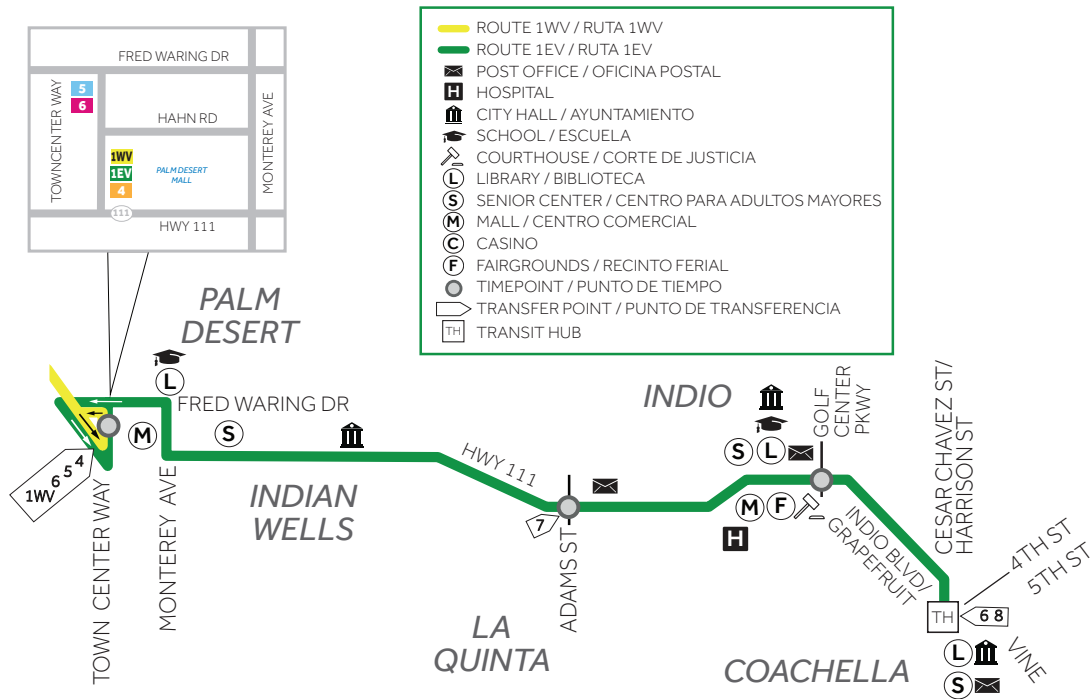 FRED WARING DR
TOWNCENTER WAY
5
6
HAHN RD
MONTEREY AVE
1WV
1EV
4
PALM DESERT
MALL
111
HWY 111
ROUTE 1WV / RUTA 1WV
ROUTE 1EV / RUTA 1EV
POST OFFICE / OFICINA POSTAL
H HOSPITAL
CITY HALL / AYUNTAMIENTO
SCHOOL / ESCUELA
COURTHOUSE / CORTE DE JUSTICIA
L LIBRARY / BIBLIOTECA
S SENIOR CENTER / CENTRO PARA ADULTOS MAYORES
M MALL / CENTRO COMERCIAL
C CASINO
F FAIRGROUNDS / RECINTO FERIAL
TIMEPOINT / PUNTO DE TIEMPO
TRANSFER POINT / PUNTO DE TRANSFERENCIA
TH TRANSIT HUB
PALM
DESERT
L
FRED WARING DR
M
S
1WV 6 5 4
TOWN CENTER WAY
MONTEREY AVE
INDIAN
WELLS
HWY 111
7
ADAMS ST
LA
QUINTA
INDIO
S
L
GOLF
CENTER
PKWY
M
F
H
INDIO BLVD/
GRAPEFRUIT
CESAR CHAVEZ ST/
HARRISON ST
4TH ST
5TH ST
TH
6 8
VINE
COACHELLA
L
S